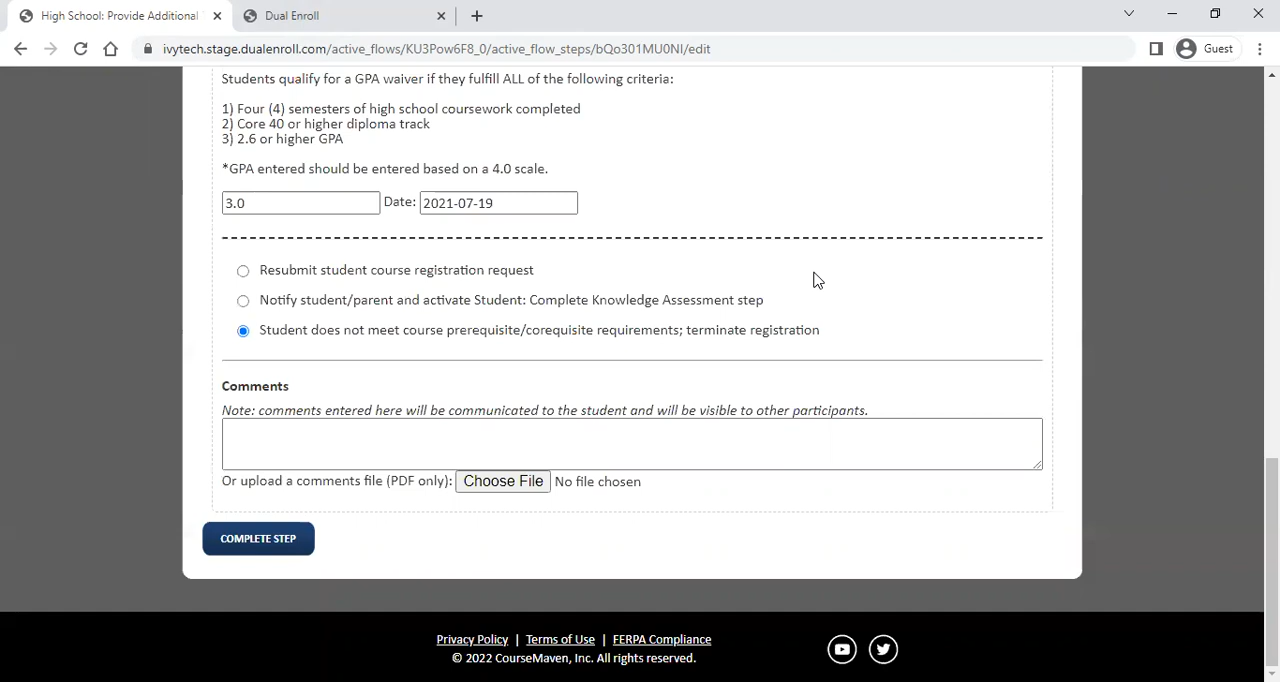 High School: Provide Additional
Dual Enroll
ivytech.stage.dualenroll.com/active_flows/KU3Pow6F8_0/active_flow_steps/bQo301MU0NI/edit
Guest
Students qualify for a GPA waiver if they fulfill ALL of the following criteria:
1) Four (4) semesters of high school coursework completed
2) Core 40 or higher diploma track
3) 2.6 or higher GPA
*GPA entered should be entered based on a 4.0 scale.
3.0 Date: 2021-07-19
Resubmit student course registration request
Notify student/parent and activate Student: Complete Knowledge Assessment step
Student does not meet course prerequisite/corequisite requirements; terminate registration
Comments
Note: comments entered here will be communicated to the student and will be visible to other participants.
Or upload a comments file (PDF only): Choose File No file chosen
COMPLETE STEP
Privacy Policy | Terms of Use | FERPA Compliance
© 2022 CourseMaven, Inc. All rights reserved.